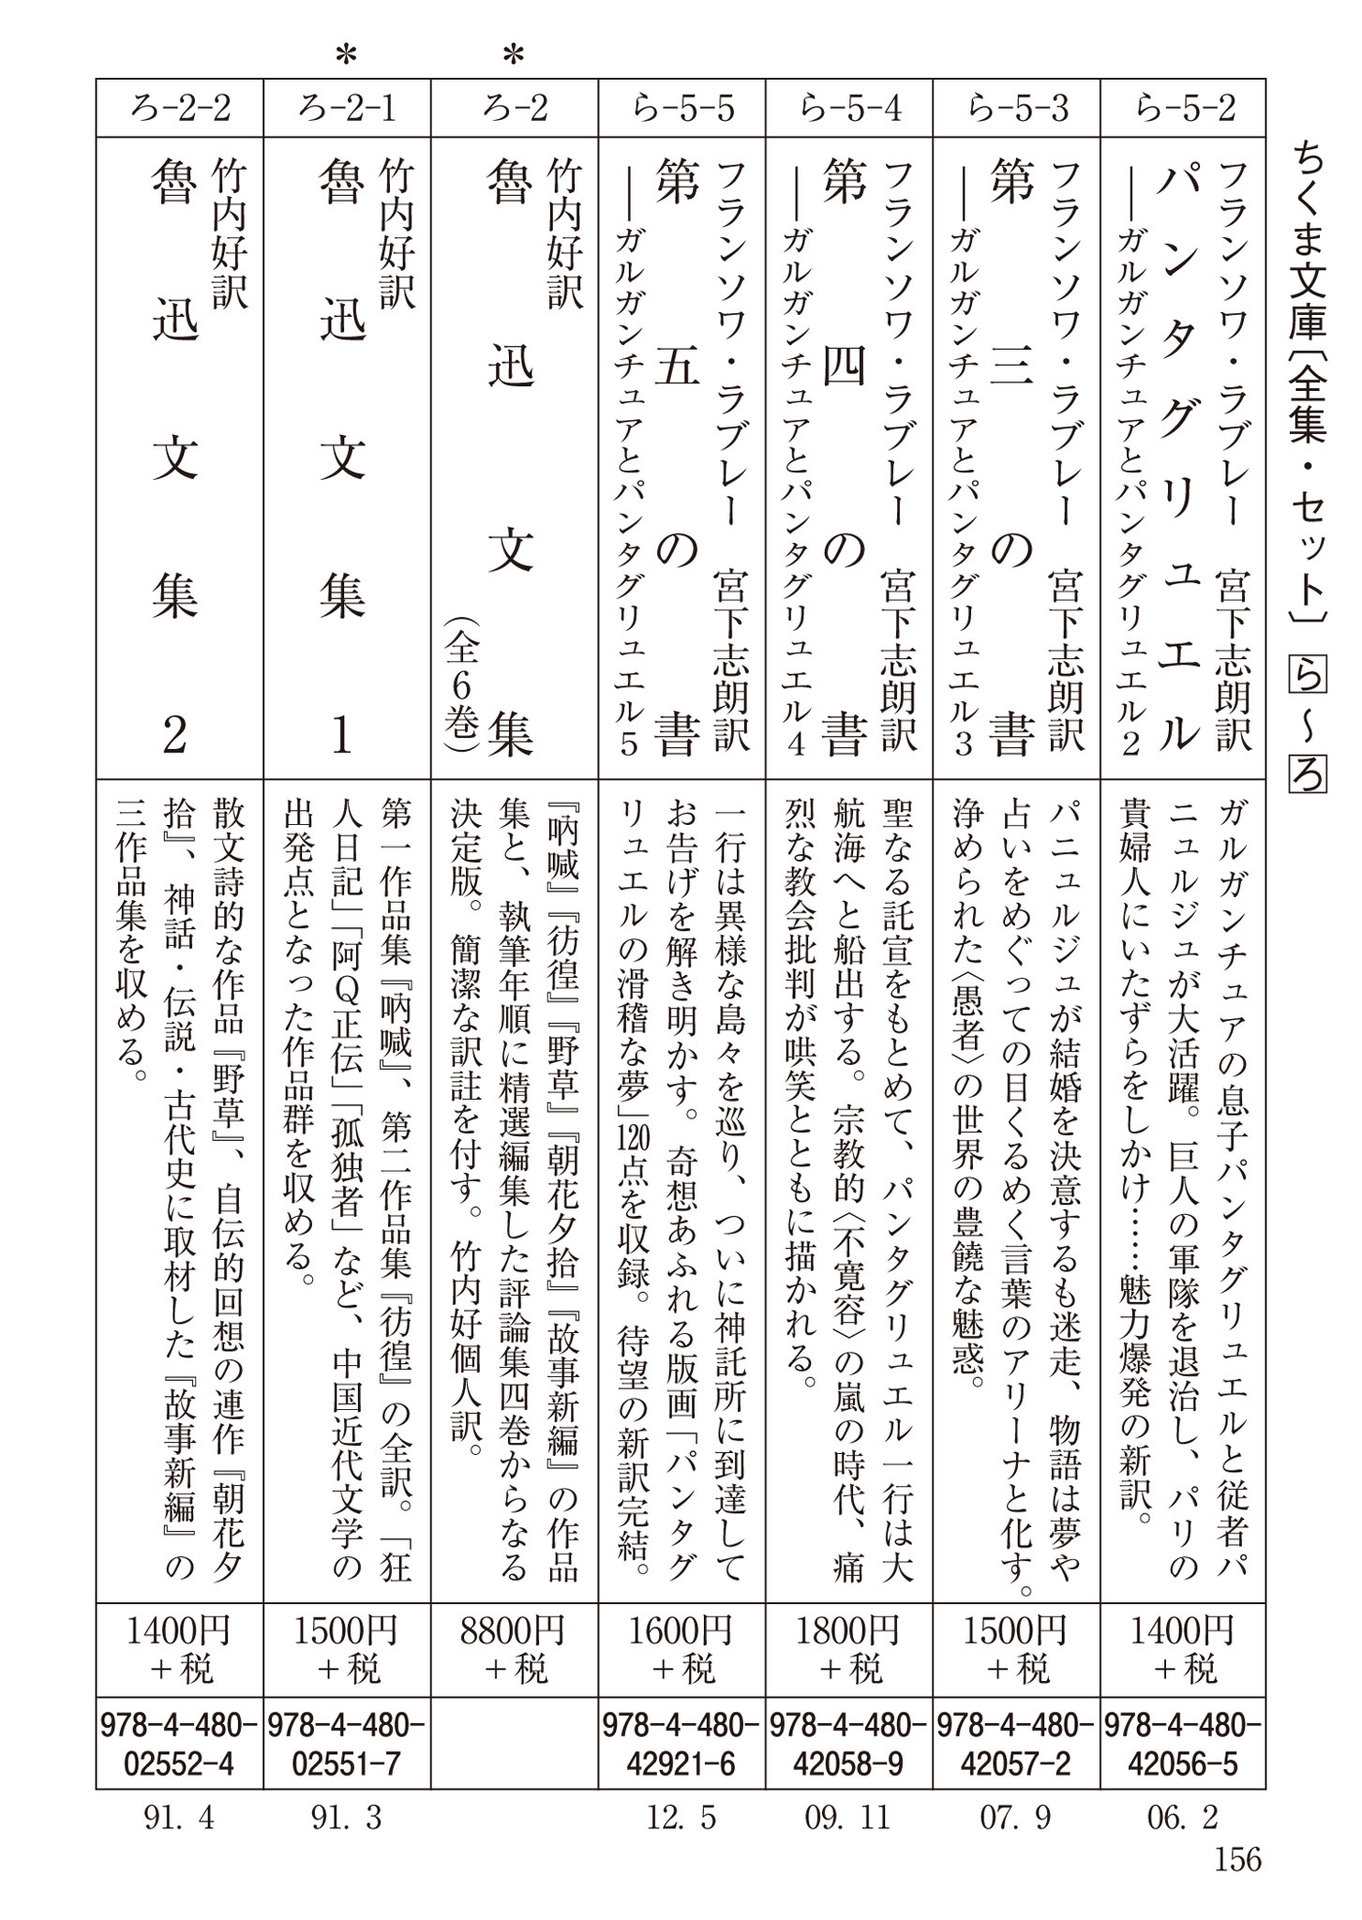 ちくま文庫〔全集・セット〕 ら〜ろ
ら-5-2
フランソワ・ラブレー 宮下志朗訳
パンタグリュエル
——ガルガンチュアとパンタグリュエル2
ガルガンチュアの息子パンタグリュエルと従者パ
ニュルジュが大活躍。巨人の軍隊を退治し、パリの
貴婦人にいたずらをしかけ……魅力爆発の新訳。
1400円
+税
978-4-480-
42056-5
06. 2
ら-5-3
フランソワ・ラブレー 宮下志朗訳
第三の書
——ガルガンチュアとパンタグリュエル3
パニュルジュが結婚を決意するも迷走、物語は夢や
占いをめぐっての目くるめく言葉のアリーナと化す。
浄められた〈愚者〉の世界の豊饒な魅惑。
1500円
+税
978-4-480-
42057-2
07. 9
ら-5-4
フランソワ・ラブレー 宮下志朗訳
第四の書
——ガルガンチュアとパンタグリュエル4
聖なる託宣をもとめて、パンタグリュエル一行は大
航海へと船出する。宗教的〈不寛容〉の嵐の時代、痛
烈な教会批判が哄笑とともに描かれる。
1800円
+税
978-4-480-
42058-9
09. 11
ら-5-5
フランソワ・ラブレー 宮下志朗訳
第五の書
——ガルガンチュアとパンタグリュエル5
一行は異様な島々を巡り、ついに神託所に到達して
お告げを解き明かす。奇想あふれる版画「パンタグ
リュエルの滑稽な夢」120点を収録。待望の新訳完結。
1600円
+税
978-4-480-
42921-6
12. 5
*
ろ-2
竹内好訳
魯迅文集
(全6巻)
『吶喊』『彷徨』『野草』『朝花夕拾』『故事新編』の作品
集と、執筆年順に精選編集した評論集四巻からなる
決定版。簡潔な訳註を付す。竹内好個人訳。
8800円
+税
*
ろ-2-1
竹内好訳
魯迅文集 1
第一作品集『吶喊』、第二作品集『彷徨』の全訳。「狂
人日記」「阿Q正伝」「孤独者」など、中国近代文学の
出発点となった作品群を収める。
1500円
+税
978-4-480-
02551-7
91. 3
ろ-2-2
竹内好訳
魯迅文集 2
散文詩的な作品『野草』、自伝的回想の連作『朝花夕
拾』、神話・伝説・古代史に取材した『故事新編』の
三作品集を収める。
1400円
+税
978-4-480-
02552-4
91. 4
156